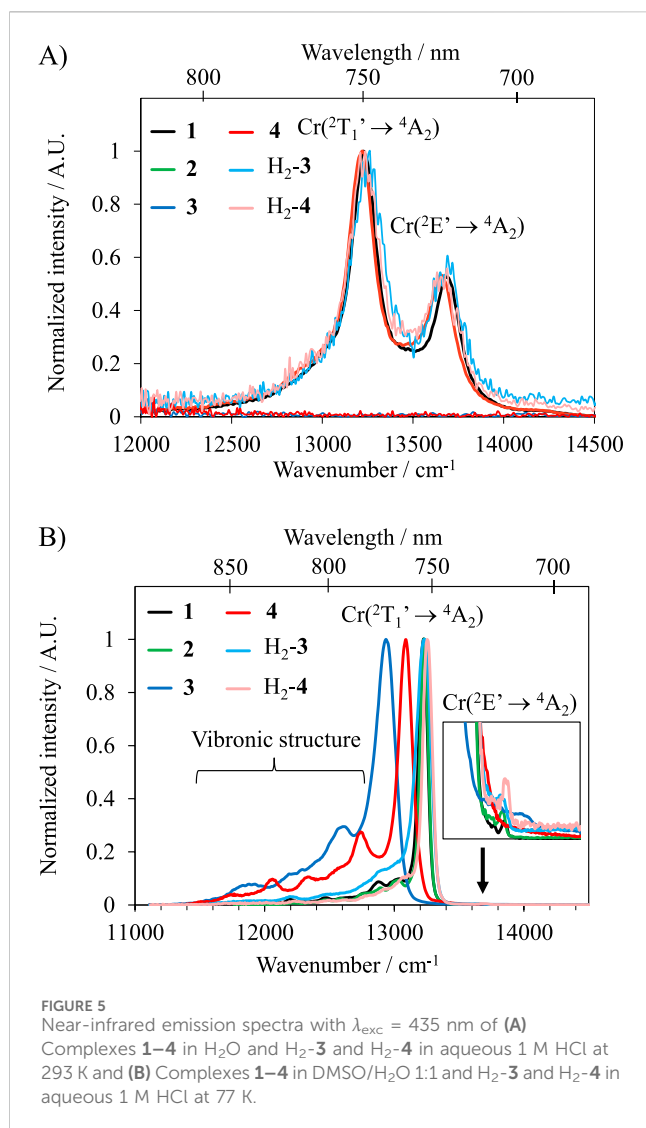 A)
Wavelength / nm
800 750 700
1 4 Cr(²T₁’ → ⁴A₂)
2 H₂-3
3 H₂-4
Cr(²E’ → ⁴A₂)
Normalized intensity / A.U.
1
0.8
0.6
0.4
0.2
0
12000 12500 13000 13500 14000 14500
Wavenumber / cm⁻¹
B)
Wavelength / nm
850 800 750 700
1 4 Cr(²T₁’ → ⁴A₂)
2 H₂-3
3 H₂-4
Cr(²E’ → ⁴A₂)
Vibronic structure
Normalized intensity / A.U.
1
0.8
0.6
0.4
0.2
0
11000 12000 13000 14000
Wavenumber / cm⁻¹
FIGURE 5
Near-infrared emission spectra with λexc = 435 nm of (A)
Complexes 1–4 in H₂O and H₂-3 and H₂-4 in aqueous 1 M HCl at
293 K and (B) Complexes 1–4 in DMSO/H₂O 1:1 and H₂-3 and H₂-4 in
aqueous 1 M HCl at 77 K.